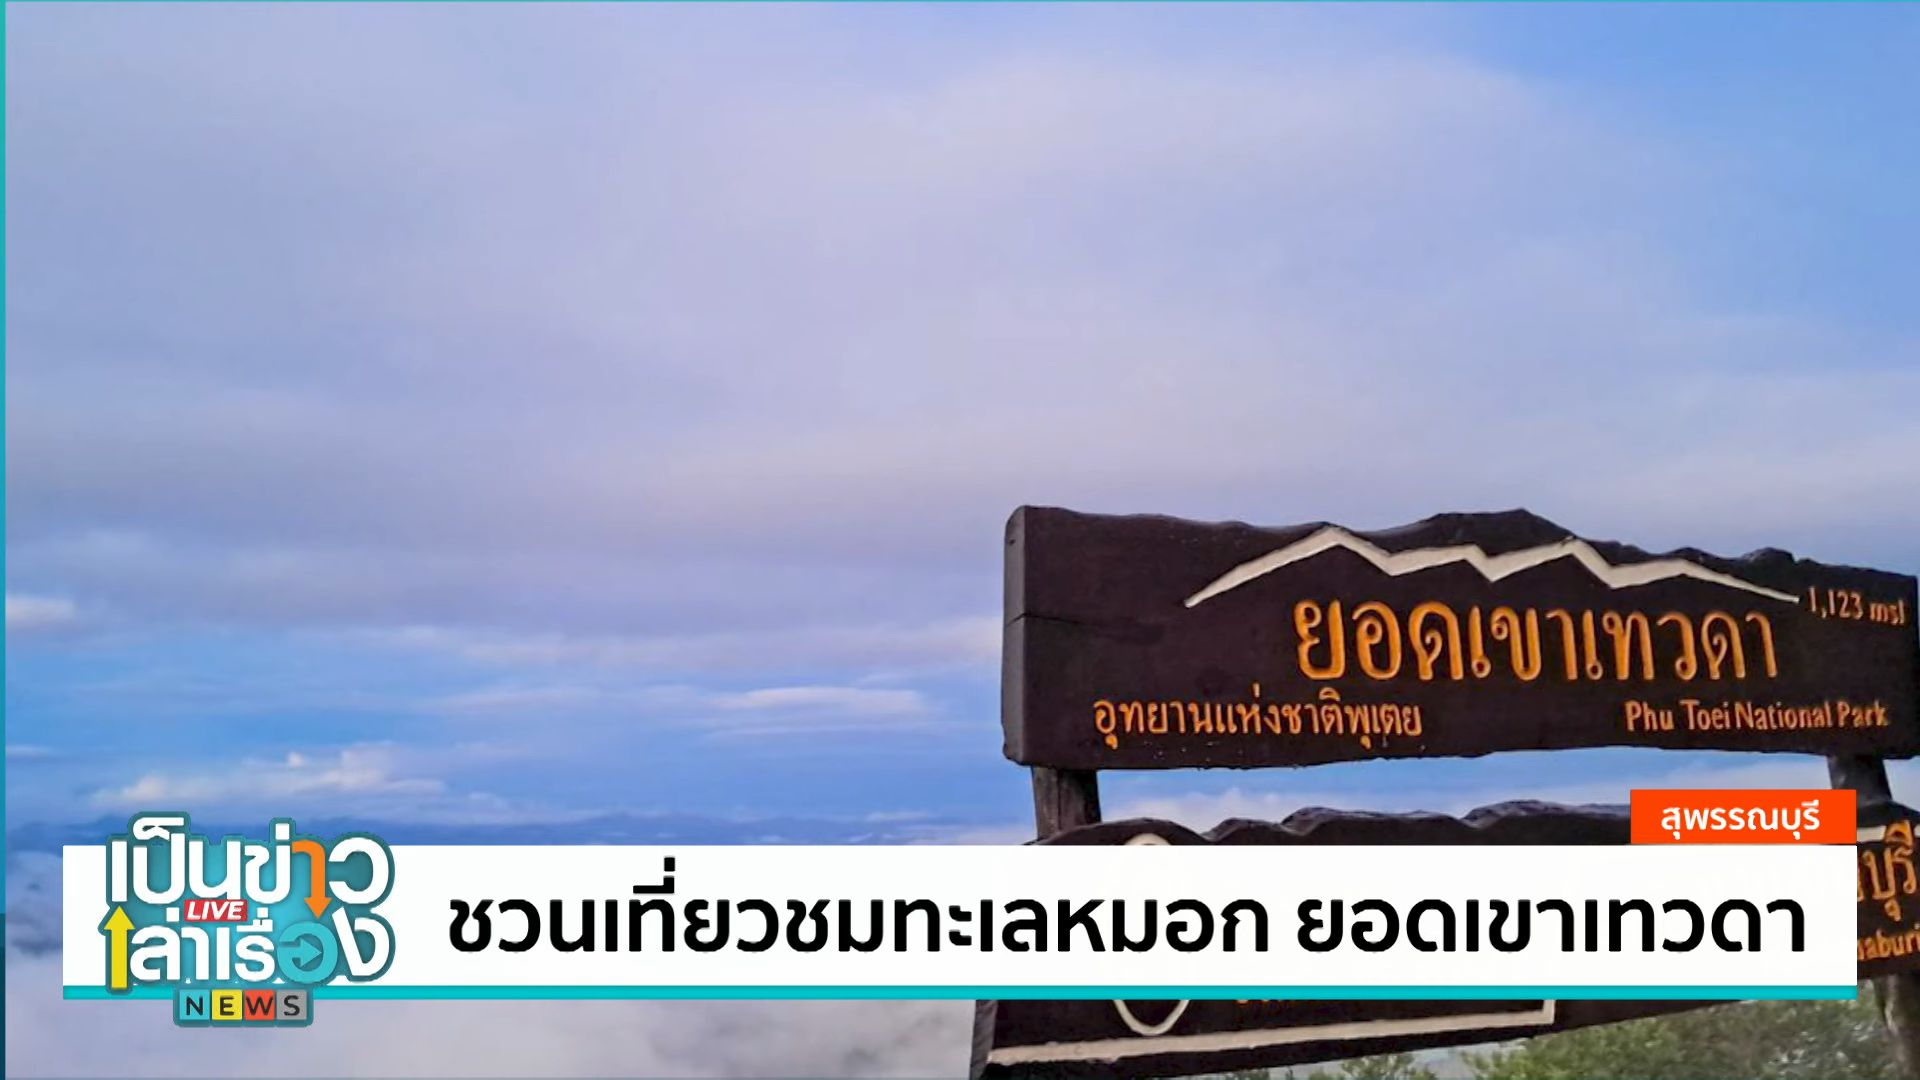 ยอดเขาเทวดา
1,123 msl
อุทยานแห่งชาติพุเตย
Phu Toei National Park
สุพรรณบุรี
ชวนเที่ยวชมทะเลหมอก ยอดเขาเทวดา
เป็นข่าว
LIVE
เล่าเรื่อง
NEWS